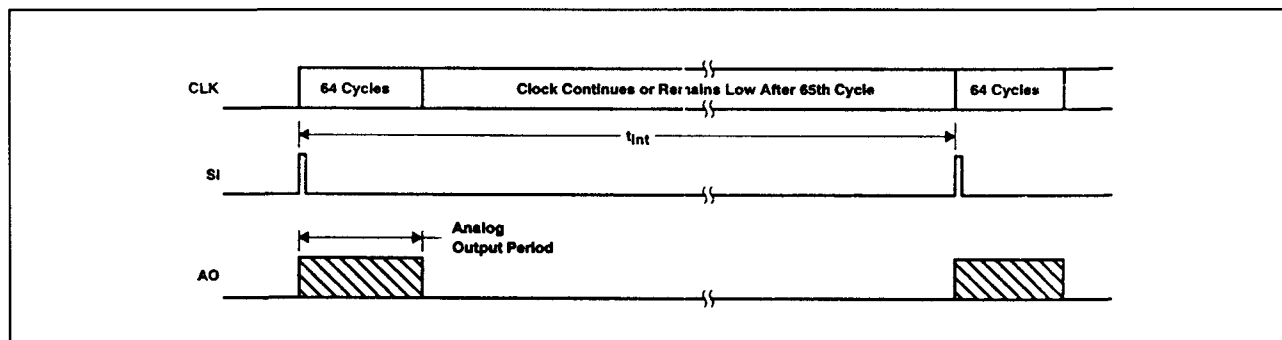 CLK
64 Cycles
Clock Continues or Remains Low After 65th Cycle
64 Cycles
tint
SI
Analog
Output Period
AO